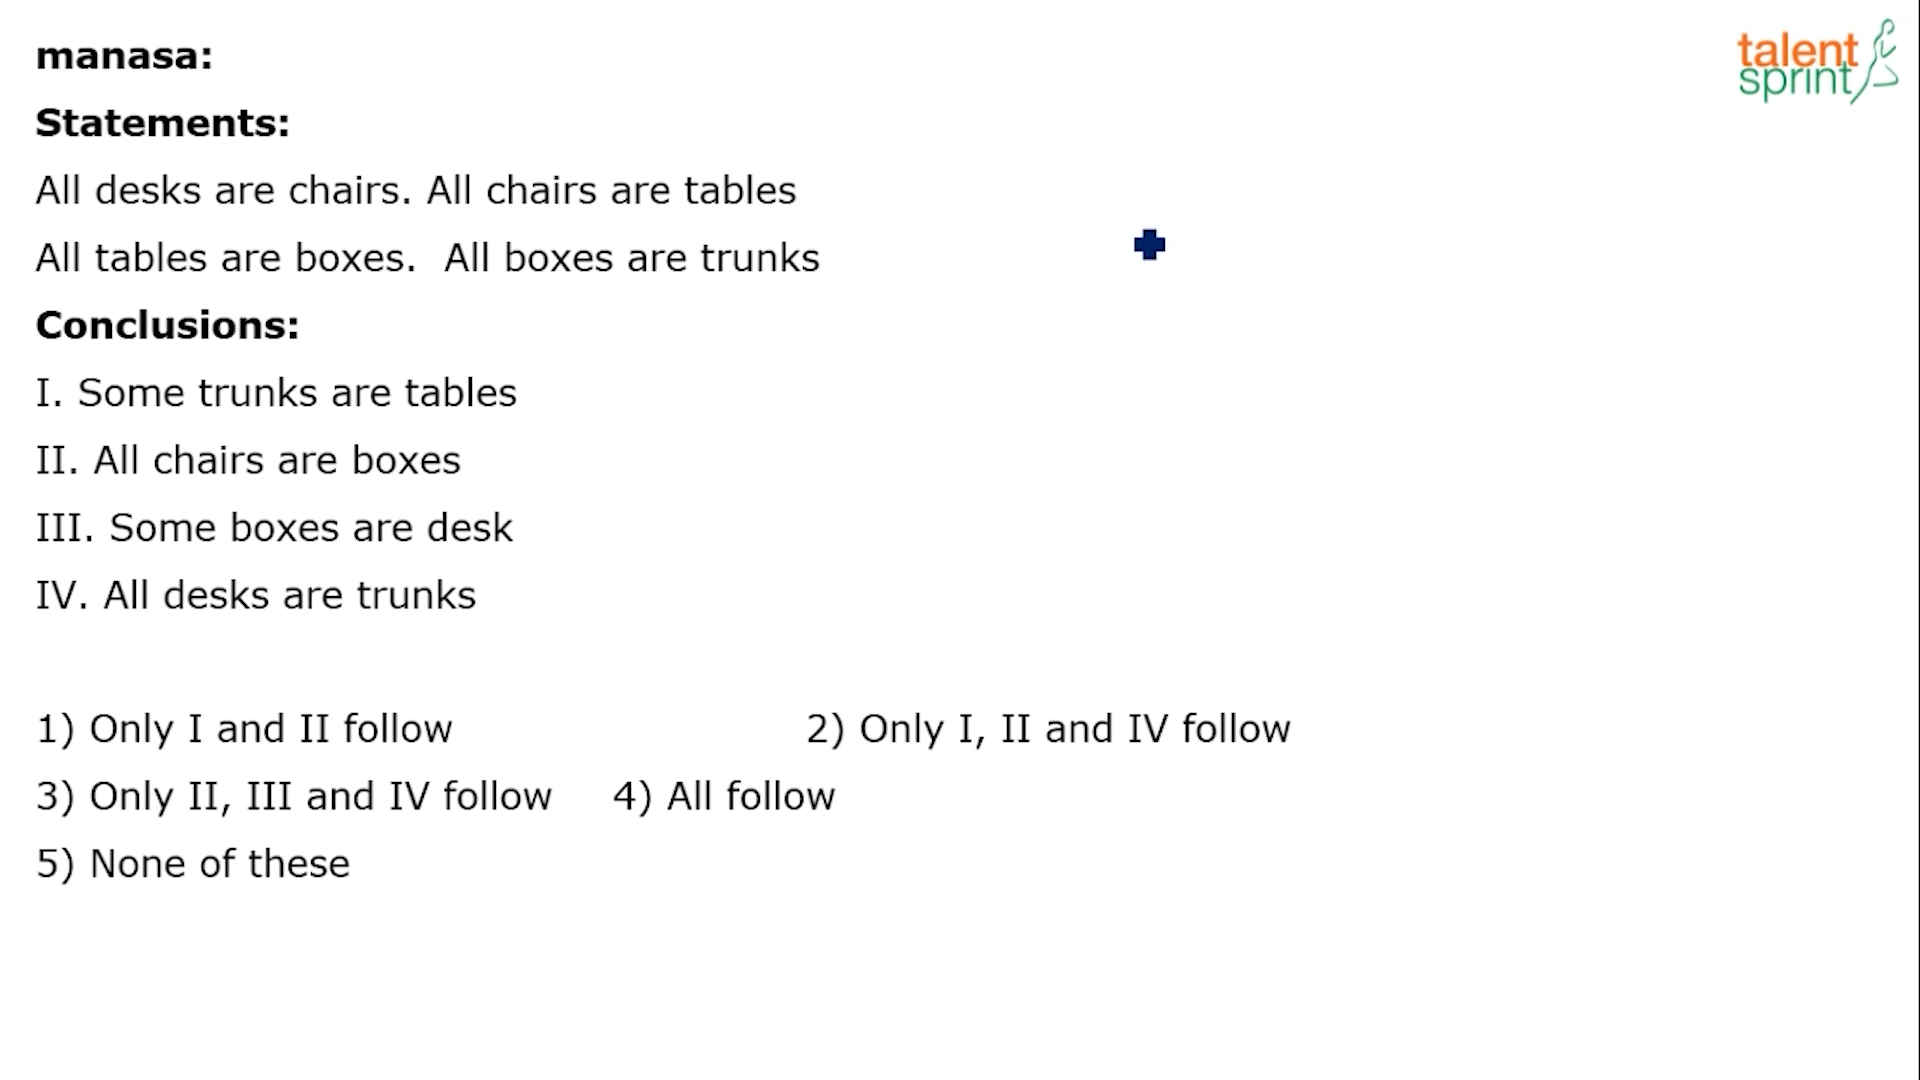 manasa:
talent
sprint
Statements:
All desks are chairs. All chairs are tables
All tables are boxes.  All boxes are trunks
Conclusions:
I. Some trunks are tables
II. All chairs are boxes
III. Some boxes are desk
IV. All desks are trunks
1) Only I and II follow 2) Only I, II and IV follow
3) Only II, III and IV follow 4) All follow
5) None of these